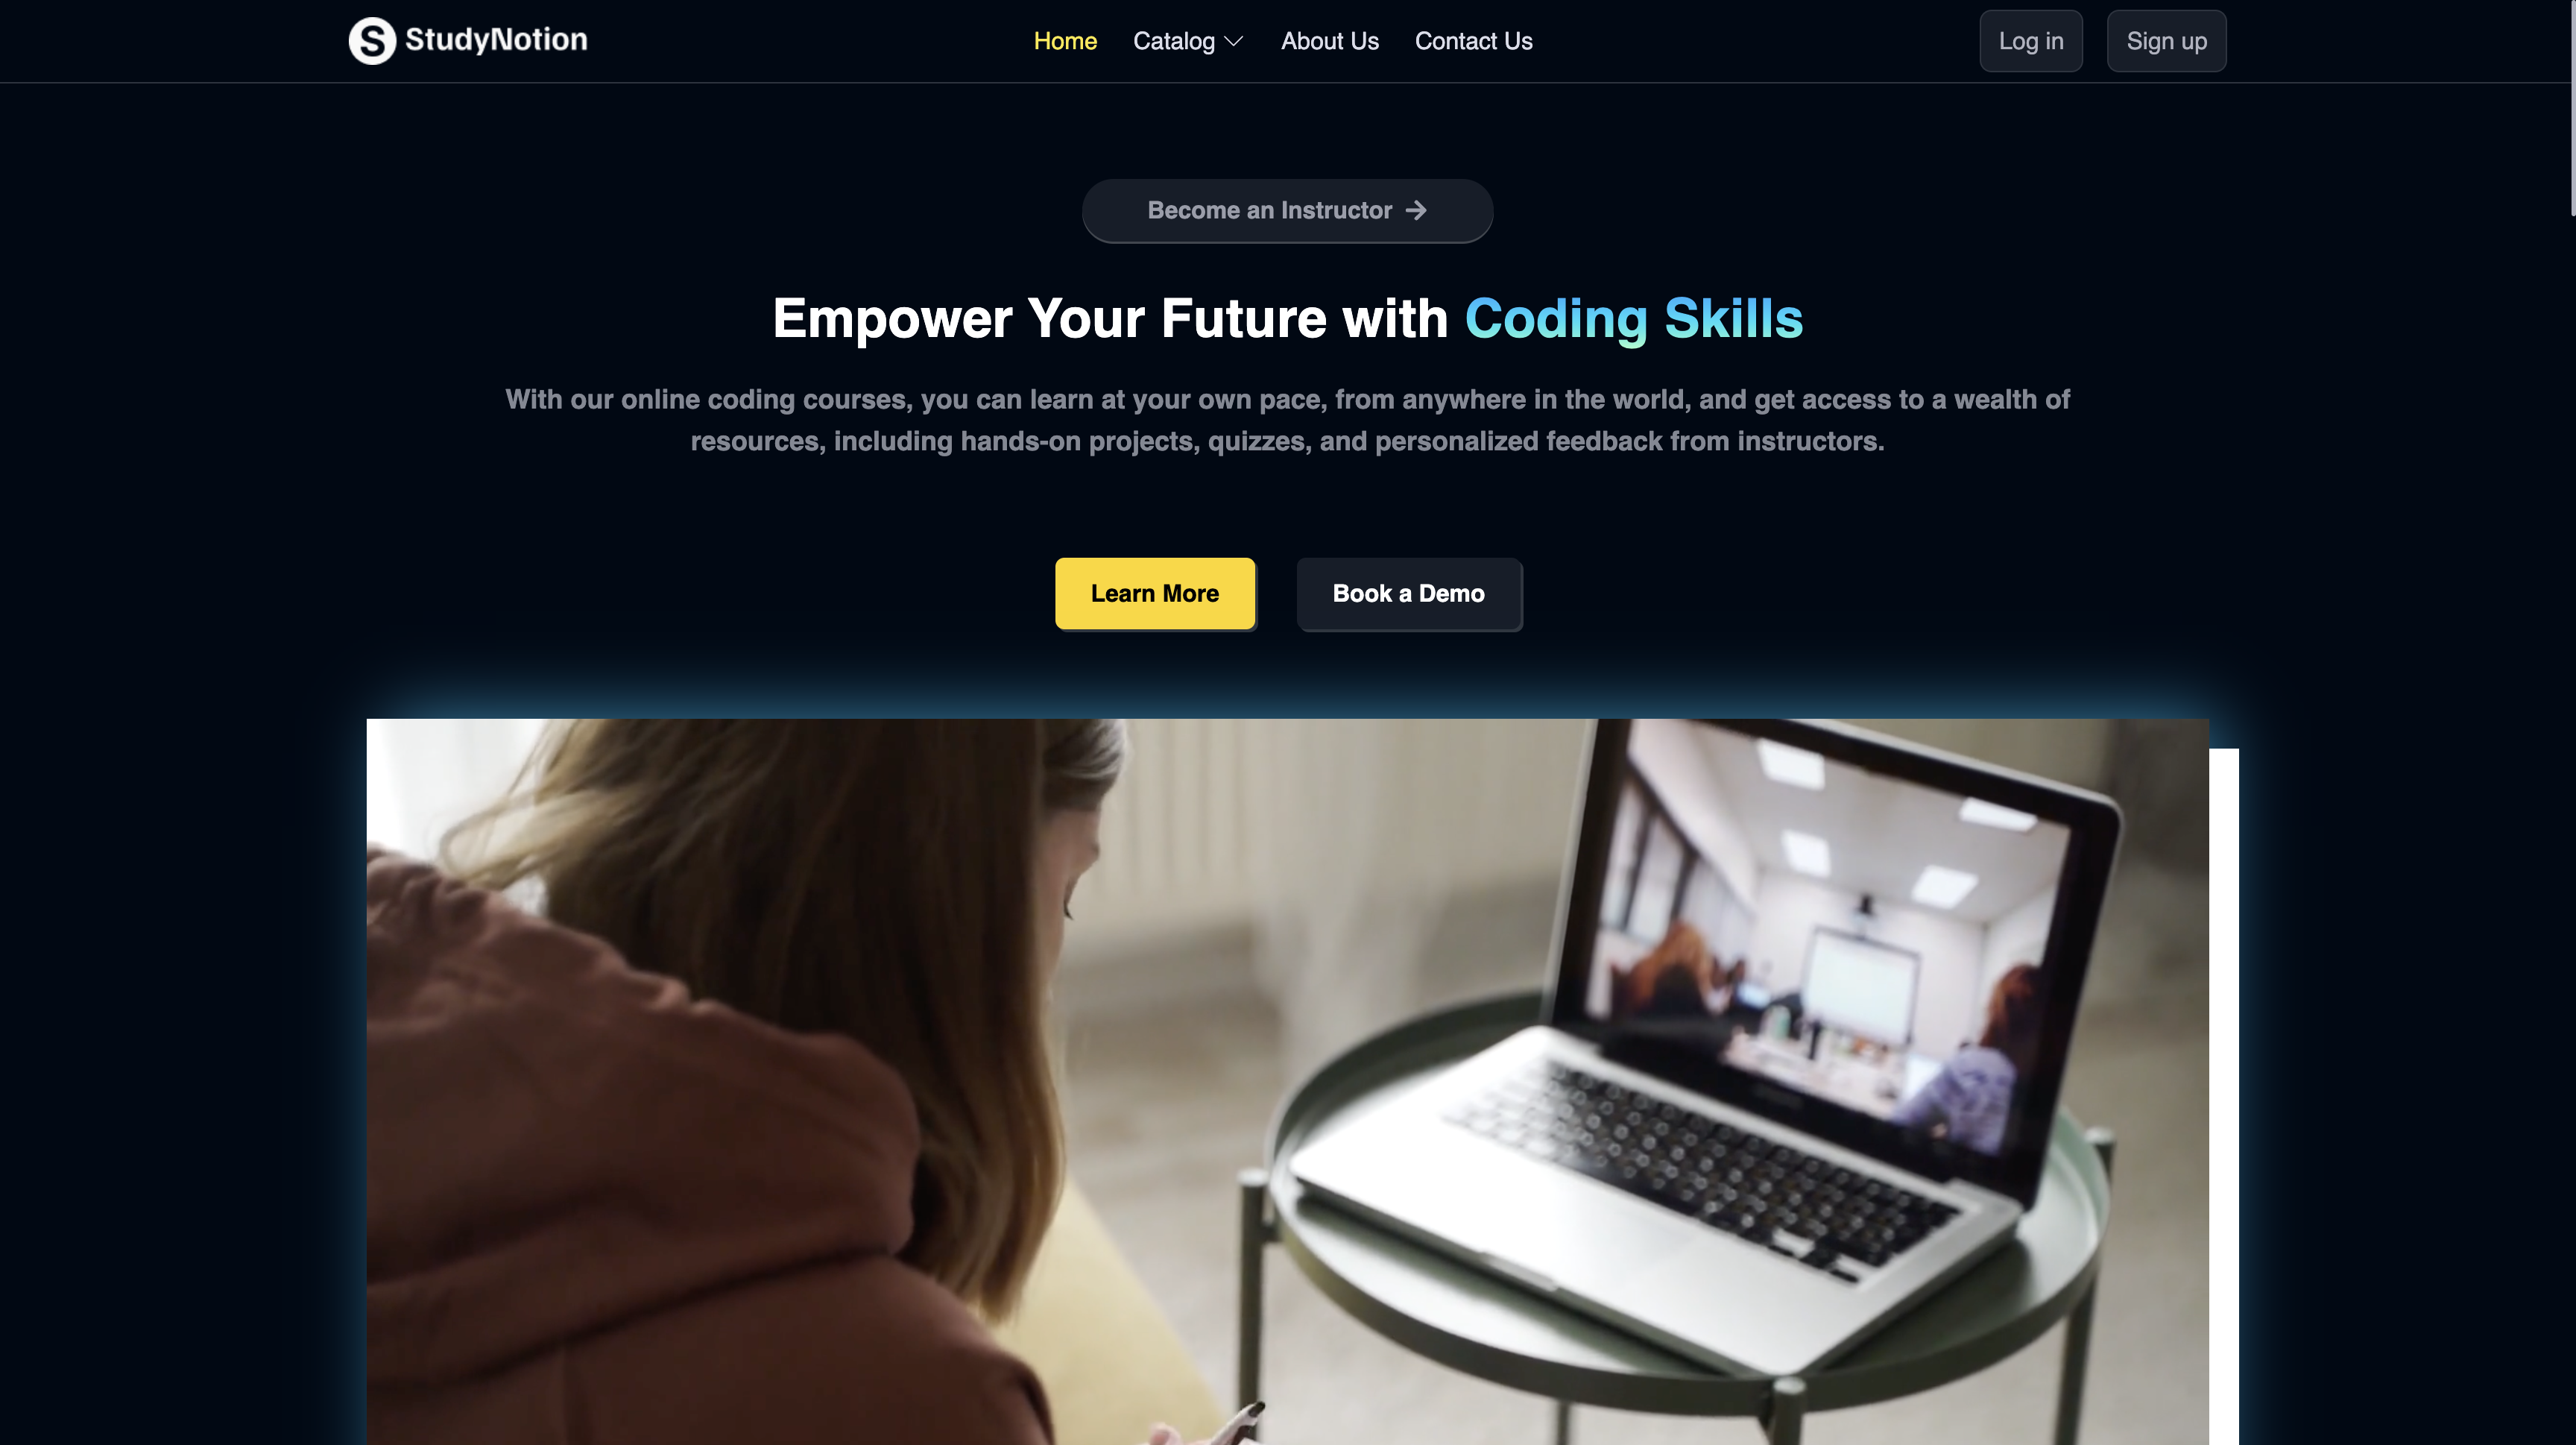 StudyNotion
Home Catalog About Us Contact Us
Log in Sign up
Become an Instructor
Empower Your Future with Coding Skills
With our online coding courses, you can learn at your own pace, from anywhere in the world, and get access to a wealth of
resources, including hands-on projects, quizzes, and personalized feedback from instructors.
Learn More Book a Demo